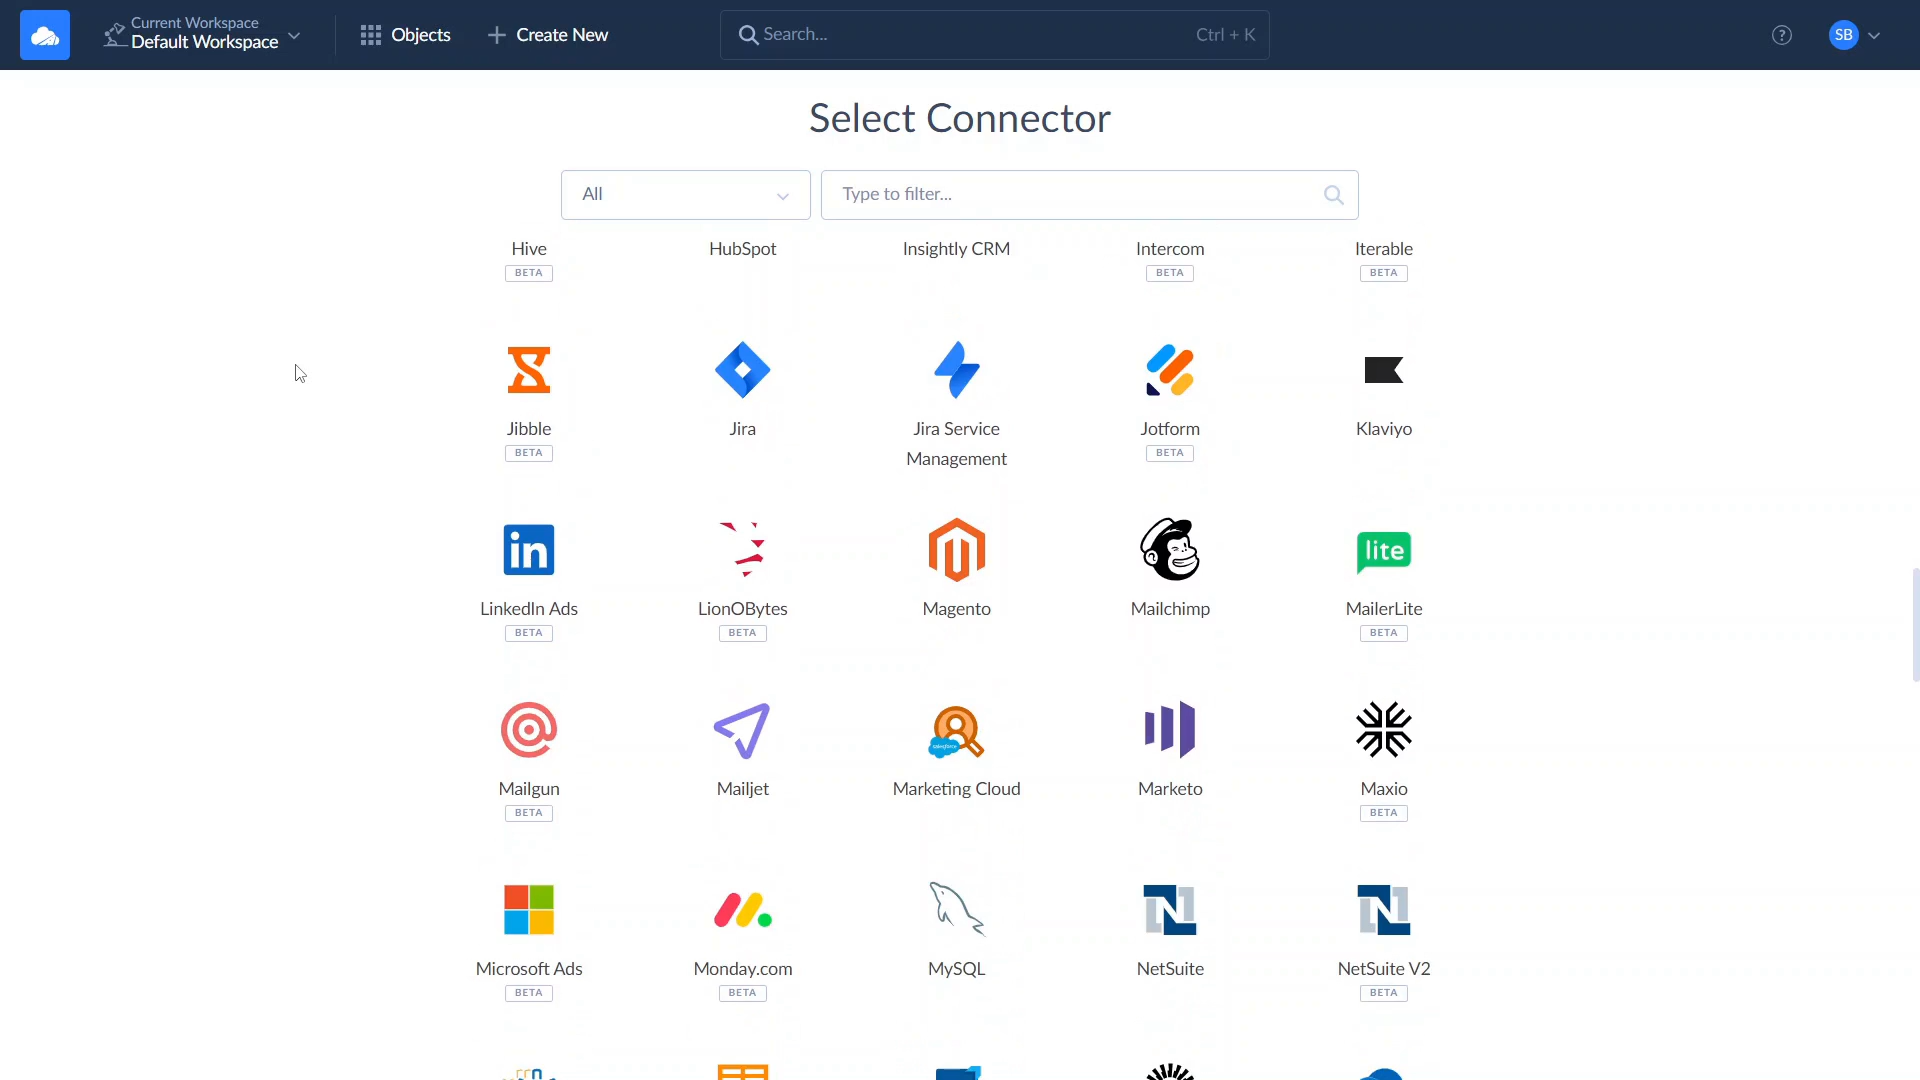 Current Workspace
Default Workspace
Objects
Create New
Search...
Ctrl + K
?
SB
Select Connector
All
Type to filter...
Hive
BETA
HubSpot
Insightly CRM
Intercom
BETA
Iterable
BETA
Jibble
BETA
Jira
Jira Service
Management
Jotform
BETA
Klaviyo
in
LinkedIn Ads
BETA
LionOBytes
BETA
Magento
Mailchimp
lite
MailerLite
BETA
Mailgun
BETA
Mailjet
salesforce
Marketing Cloud
Marketo
Maxio
BETA
Microsoft Ads
BETA
Monday.com
BETA
MySQL
N
NetSuite
N
NetSuite V2
BETA